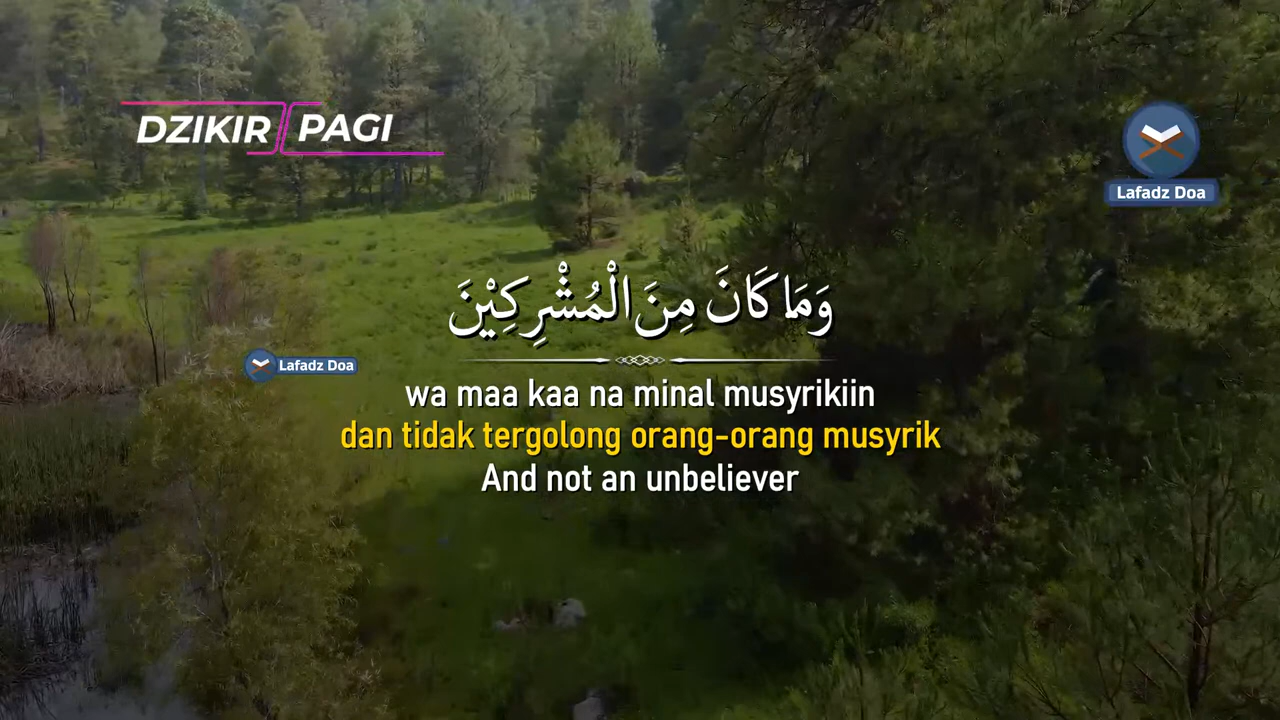 DZIKIR PAGI
Lafadz Doa
وَمَا كَانَ مِنَ الْمُشْرِكِيْنَ
Lafadz Doa
wa maa kaa na minal musyrikiin
dan tidak tergolong orang-orang musyrik
And not an unbeliever